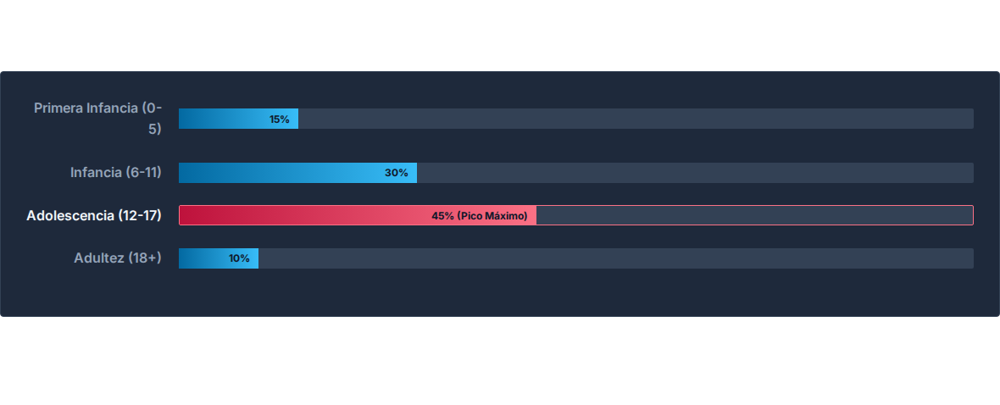 Primera Infancia (0-
5)
15%
Infancia (6-11)
30%
Adolescencia (12-17)
45% (Pico Máximo)
Adultez (18+)
10%